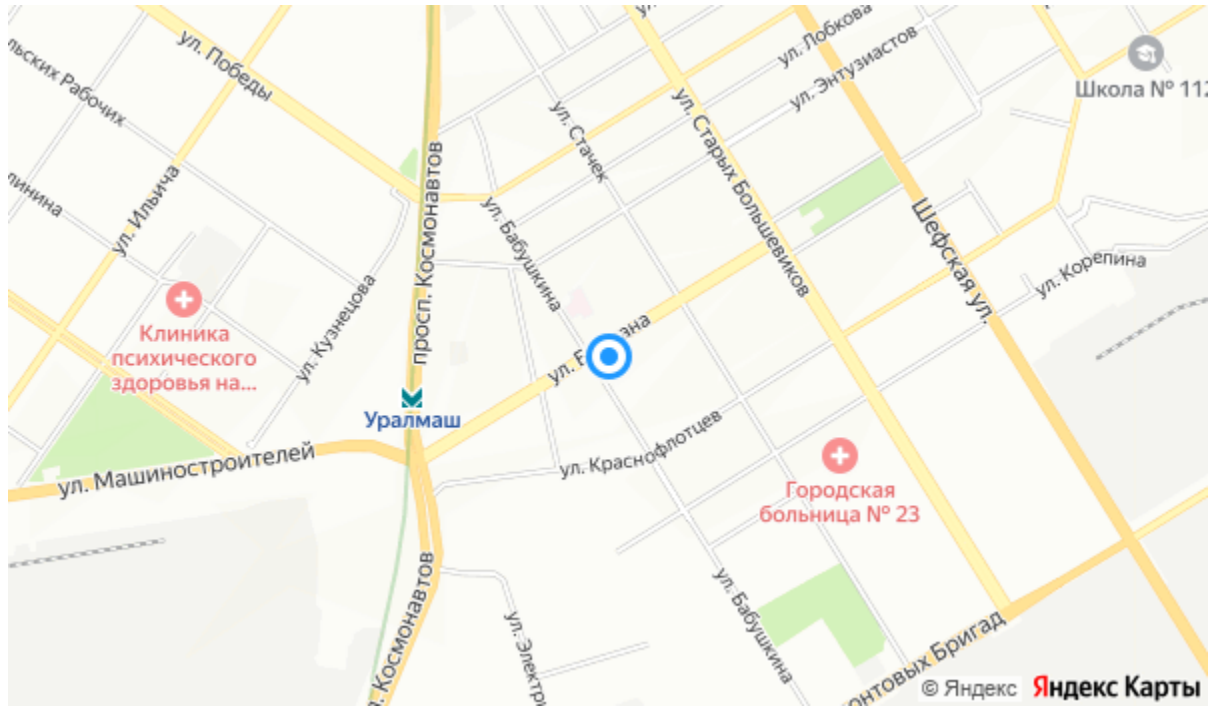 ул. Победы
льских Рабочих
ул. Лобкова
ул. Энтузиастов
Школа № 112
ул. Старых Большевиков
ул. Стачек
просп. Космонавтов
ул. Ильича
ул. Бабушкина
Шефская ул.
ул. Корепина
Клиника
психического
здоровья на...
ул. Кузнецова
Уралмаш
ул. Машиностроителей
ул. Краснофлотцев
Городская
больница № 23
Космонавтов
ул. Бабушкина
Бригад
© Яндекс Яндекс Карты